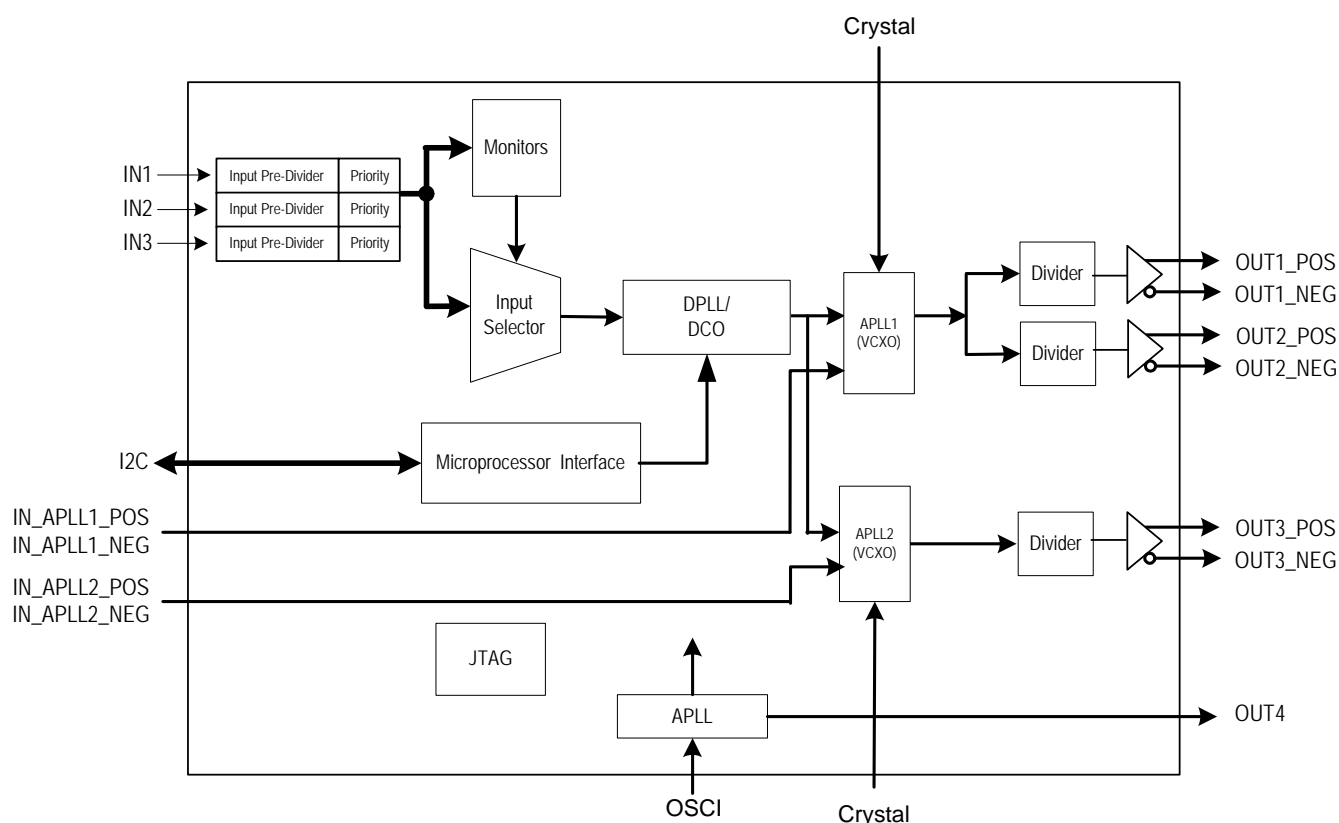 Crystal
Monitors
IN1
Input Pre-Divider Priority
IN2
Input Pre-Divider Priority
IN3
Input Pre-Divider Priority
Input
Selector
DPLL/
DCO
APLL1
(VCXO)
Divider
OUT1_POS
OUT1_NEG
Divider
OUT2_POS
OUT2_NEG
I2C
Microprocessor Interface
IN_APLL1_POS
IN_APLL1_NEG
IN_APLL2_POS
IN_APLL2_NEG
APLL2
(VCXO)
Divider
OUT3_POS
OUT3_NEG
JTAG
APLL
OUT4
OSCI
Crystal